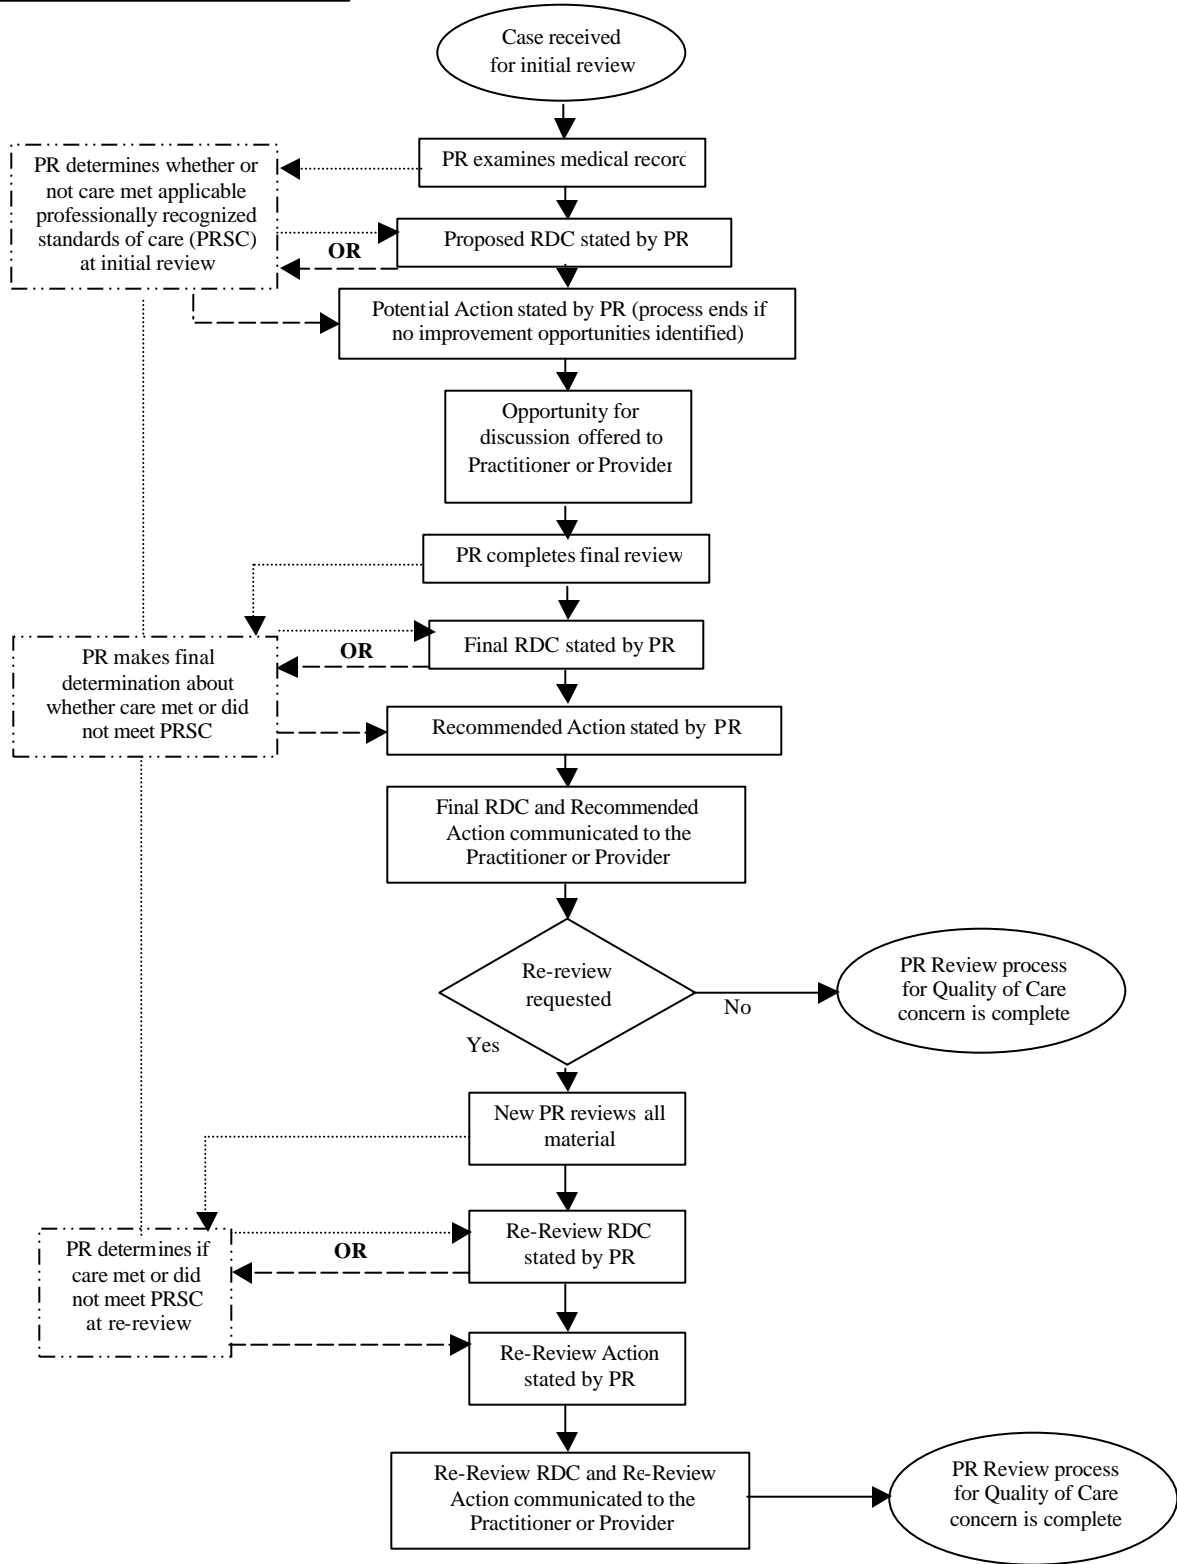 Case received
for initial review
PR examines medical record
PR determines whether or
not care met applicable
professionally recognized
standards of care (PRSC)
at initial review
Proposed RDC stated by PR
OR
Potential Action stated by PR (process ends if
no improvement opportunities identified)
Opportunity for
discussion offered to
Practitioner or Provider
PR completes final review
Final RDC stated by PR
OR
PR makes final
determination about
whether care met or did
not meet PRSC
Recommended Action stated by PR
Final RDC and Recommended
Action communicated to the
Practitioner or Provider
Re-review
requested
No
PR Review process
for Quality of Care
concern is complete
Yes
New PR reviews all
material
Re-Review RDC
stated by PR
OR
PR determines if
care met or did
not meet PRSC
at re-review
Re-Review Action
stated by PR
Re-Review RDC and Re-Review
Action communicated to the
Practitioner or Provider
PR Review process
for Quality of Care
concern is complete